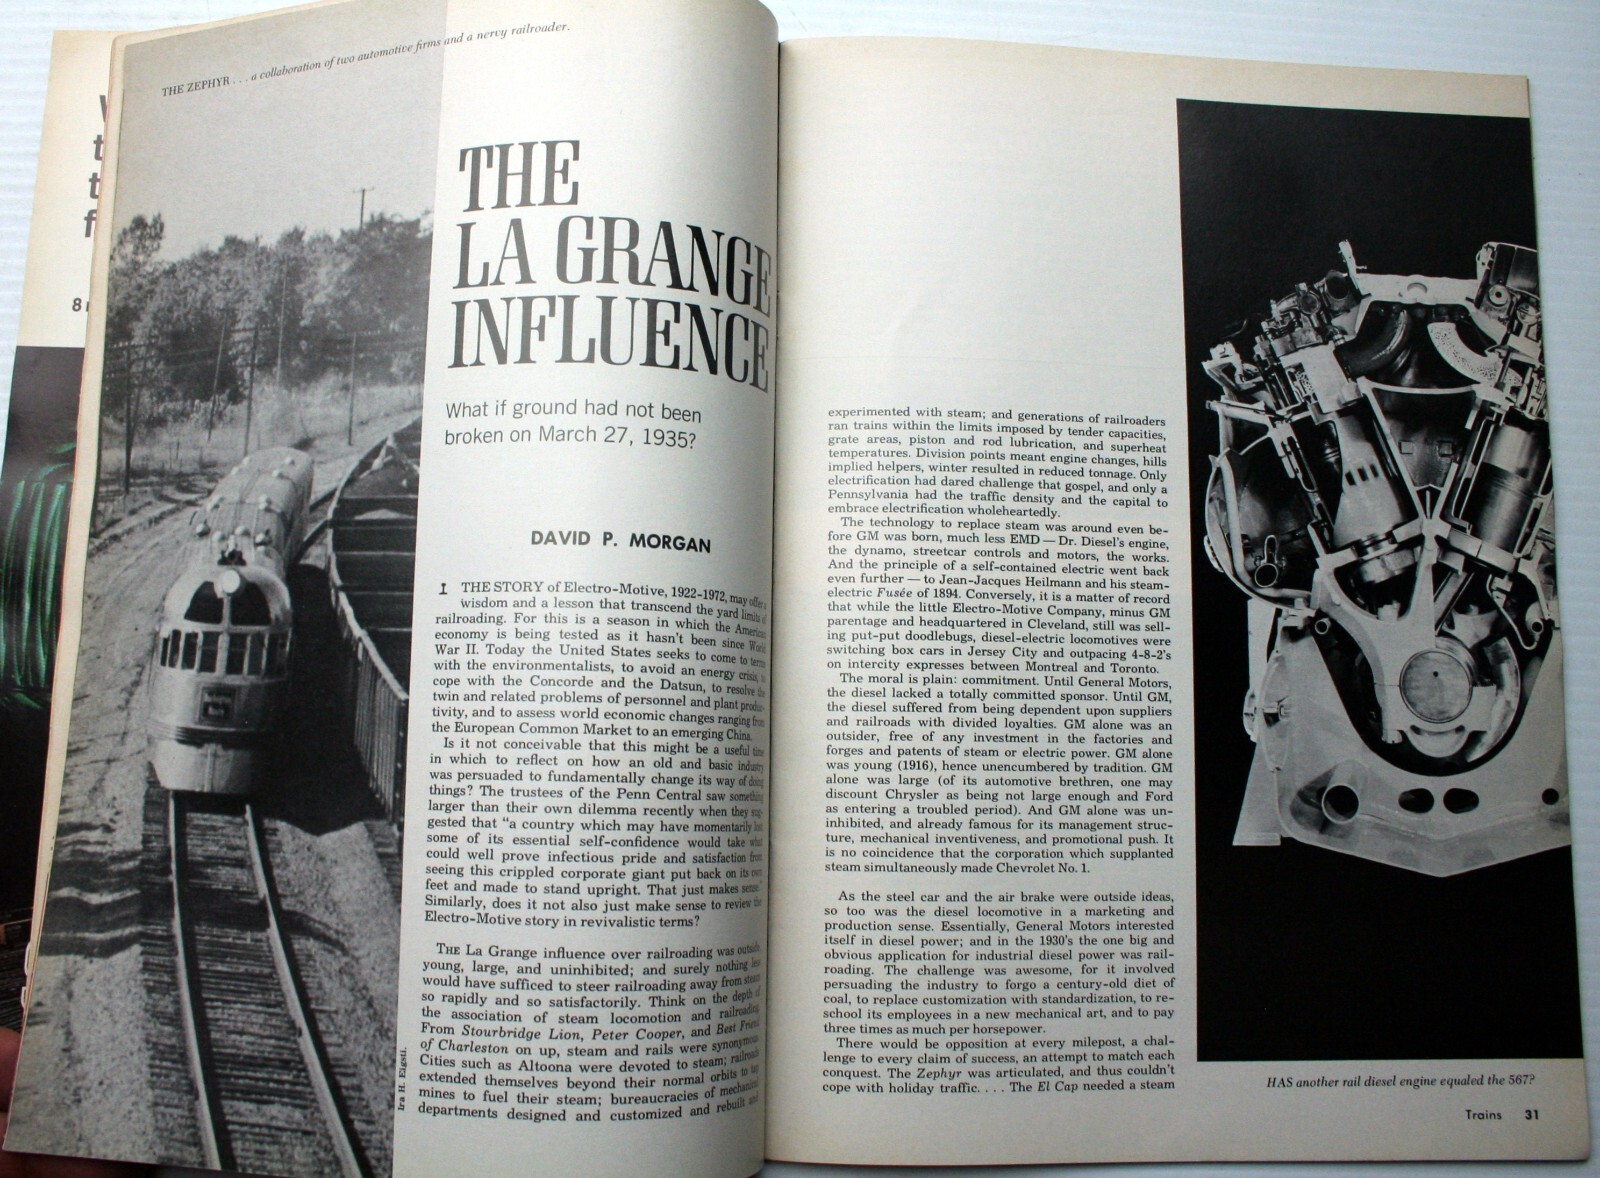 THE ZEPHYR . . . a collaboration of two automotive firms and a nervy railroader.
THE
LA GRANGE
INFLUENCE
What if ground had not been
broken on March 27, 1935?
DAVID P. MORGAN
I THE STORY of Electro-Motive, 1922-1972, may offer
wisdom and a lesson that transcend the yard limits of
railroading. For this is a season in which the American
economy is being tested as it hasn't been since World
War II. Today the United States seeks to come to terms
with the environmentalists, to avoid an energy crisis, to
cope with the Concorde and the Datsun, to resolve the
twin and related problems of personnel and plant produc-
tivity, and to assess world economic changes ranging from
the European Common Market to an emerging China.
Is it not conceivable that this might be a useful time
in which to reflect on how an old and basic industry
was persuaded to fundamentally change its way of doing
things? The trustees of the Penn Central saw something
larger than their own dilemma recently when they sug-
gested that "a country which may have momentarily lost
some of its essential self-confidence would take what
could well prove infectious pride and satisfaction from
seeing this crippled corporate giant put back on its own
feet and made to stand upright. That just makes sense."
Similarly, does it not also just make sense to review the
Electro-Motive story in revivalistic terms?
THE La Grange influence over railroading was outside,
young, large, and uninhibited; and surely nothing less
would have sufficed to steer railroading away from steam
so rapidly and so satisfactorily. Think on the depth of
the association of steam locomotion and railroading.
From Stourbridge Lion, Peter Cooper, and Best Friend
of Charleston on up, steam and rails were synonymous.
Cities such as Altoona were devoted to steam; railroads
extended themselves beyond their normal orbits to tap
mines to fuel their steam; bureaucracies of mechanical
departments designed and customized and rebuilt and
Ira H. Eigsti.
experimented with steam; and generations of railroaders
ran trains within the limits imposed by tender capacities,
grate areas, piston and rod lubrication, and superheat
temperatures. Division points meant engine changes, hills
implied helpers, winter resulted in reduced tonnage. Only
electrification had dared challenge that gospel, and only a
Pennsylvania had the traffic density and the capital to
embrace electrification wholeheartedly.
The technology to replace steam was around even be-
fore GM was born, much less EMD — Dr. Diesel's engine,
the dynamo, streetcar controls and motors, the works.
And the principle of a self-contained electric went back
even further — to Jean-Jacques Heilmann and his steam-
electric Fusée of 1894. Conversely, it is a matter of record
that while the little Electro-Motive Company, minus GM
parentage and headquartered in Cleveland, still was sell-
ing put-put doodlebugs, diesel-electric locomotives were
switching box cars in Jersey City and outpacing 4-8-2's
on intercity expresses between Montreal and Toronto.
The moral is plain: commitment. Until General Motors,
the diesel lacked a totally committed sponsor. Until GM,
the diesel suffered from being dependent upon suppliers
and railroads with divided loyalties. GM alone was an
outsider, free of any investment in the factories and
forges and patents of steam or electric power. GM alone
was young (1916), hence unencumbered by tradition. GM
alone was large (of its automotive brethren, one may
discount Chrysler as being not large enough and Ford
as entering a troubled period). And GM alone was un-
inhibited, and already famous for its management struc-
ture, mechanical inventiveness, and promotional push. It
is no coincidence that the corporation which supplanted
steam simultaneously made Chevrolet No. 1.
As the steel car and the air brake were outside ideas,
so too was the diesel locomotive in a marketing and
production sense. Essentially, General Motors interested
itself in diesel power; and in the 1930's the one big and
obvious application for industrial diesel power was rail-
roading. The challenge was awesome, for it involved
persuading the industry to forgo a century-old diet of
coal, to replace customization with standardization, to re-
school its employees in a new mechanical art, and to pay
three times as much per horsepower.
There would be opposition at every milepost, a chal-
lenge to every claim of success, an attempt to match each
conquest. The Zephyr was articulated, and thus couldn't
cope with holiday traffic. . . . The El Cap needed a steam
HAS another rail diesel engine equaled the 567?
Trains 31